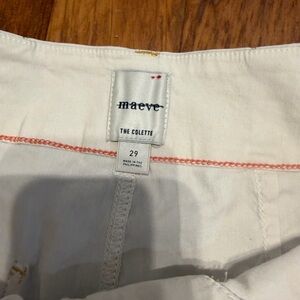 maeve
THE COLETTE
29
MADE IN THE
PHILIPPINES